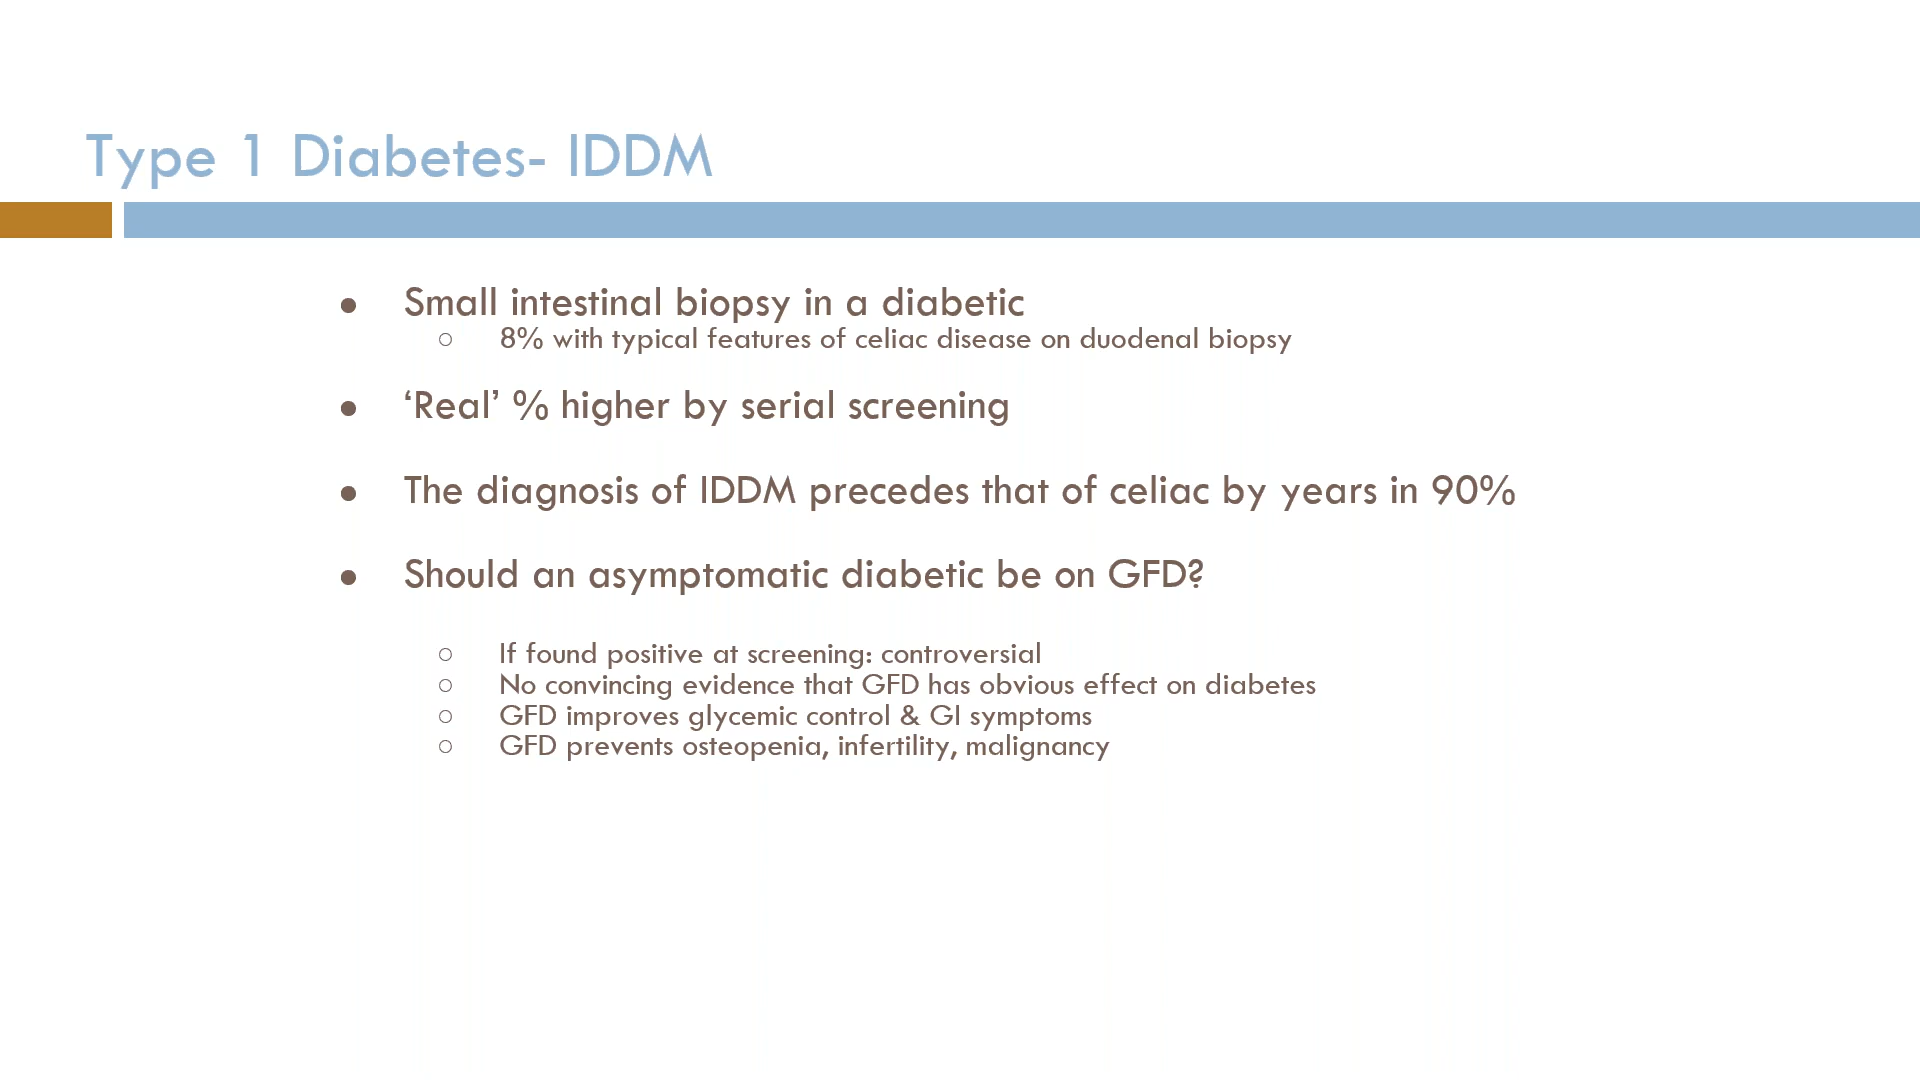 Type 1 Diabetes- IDDM
● Small intestinal biopsy in a diabetic
○ 8% with typical features of celiac disease on duodenal biopsy
● ‘Real’ % higher by serial screening
● The diagnosis of IDDM precedes that of celiac by years in 90%
● Should an asymptomatic diabetic be on GFD?
○ If found positive at screening: controversial
○ No convincing evidence that GFD has obvious effect on diabetes
○ GFD improves glycemic control & GI symptoms
○ GFD prevents osteopenia, infertility, malignancy